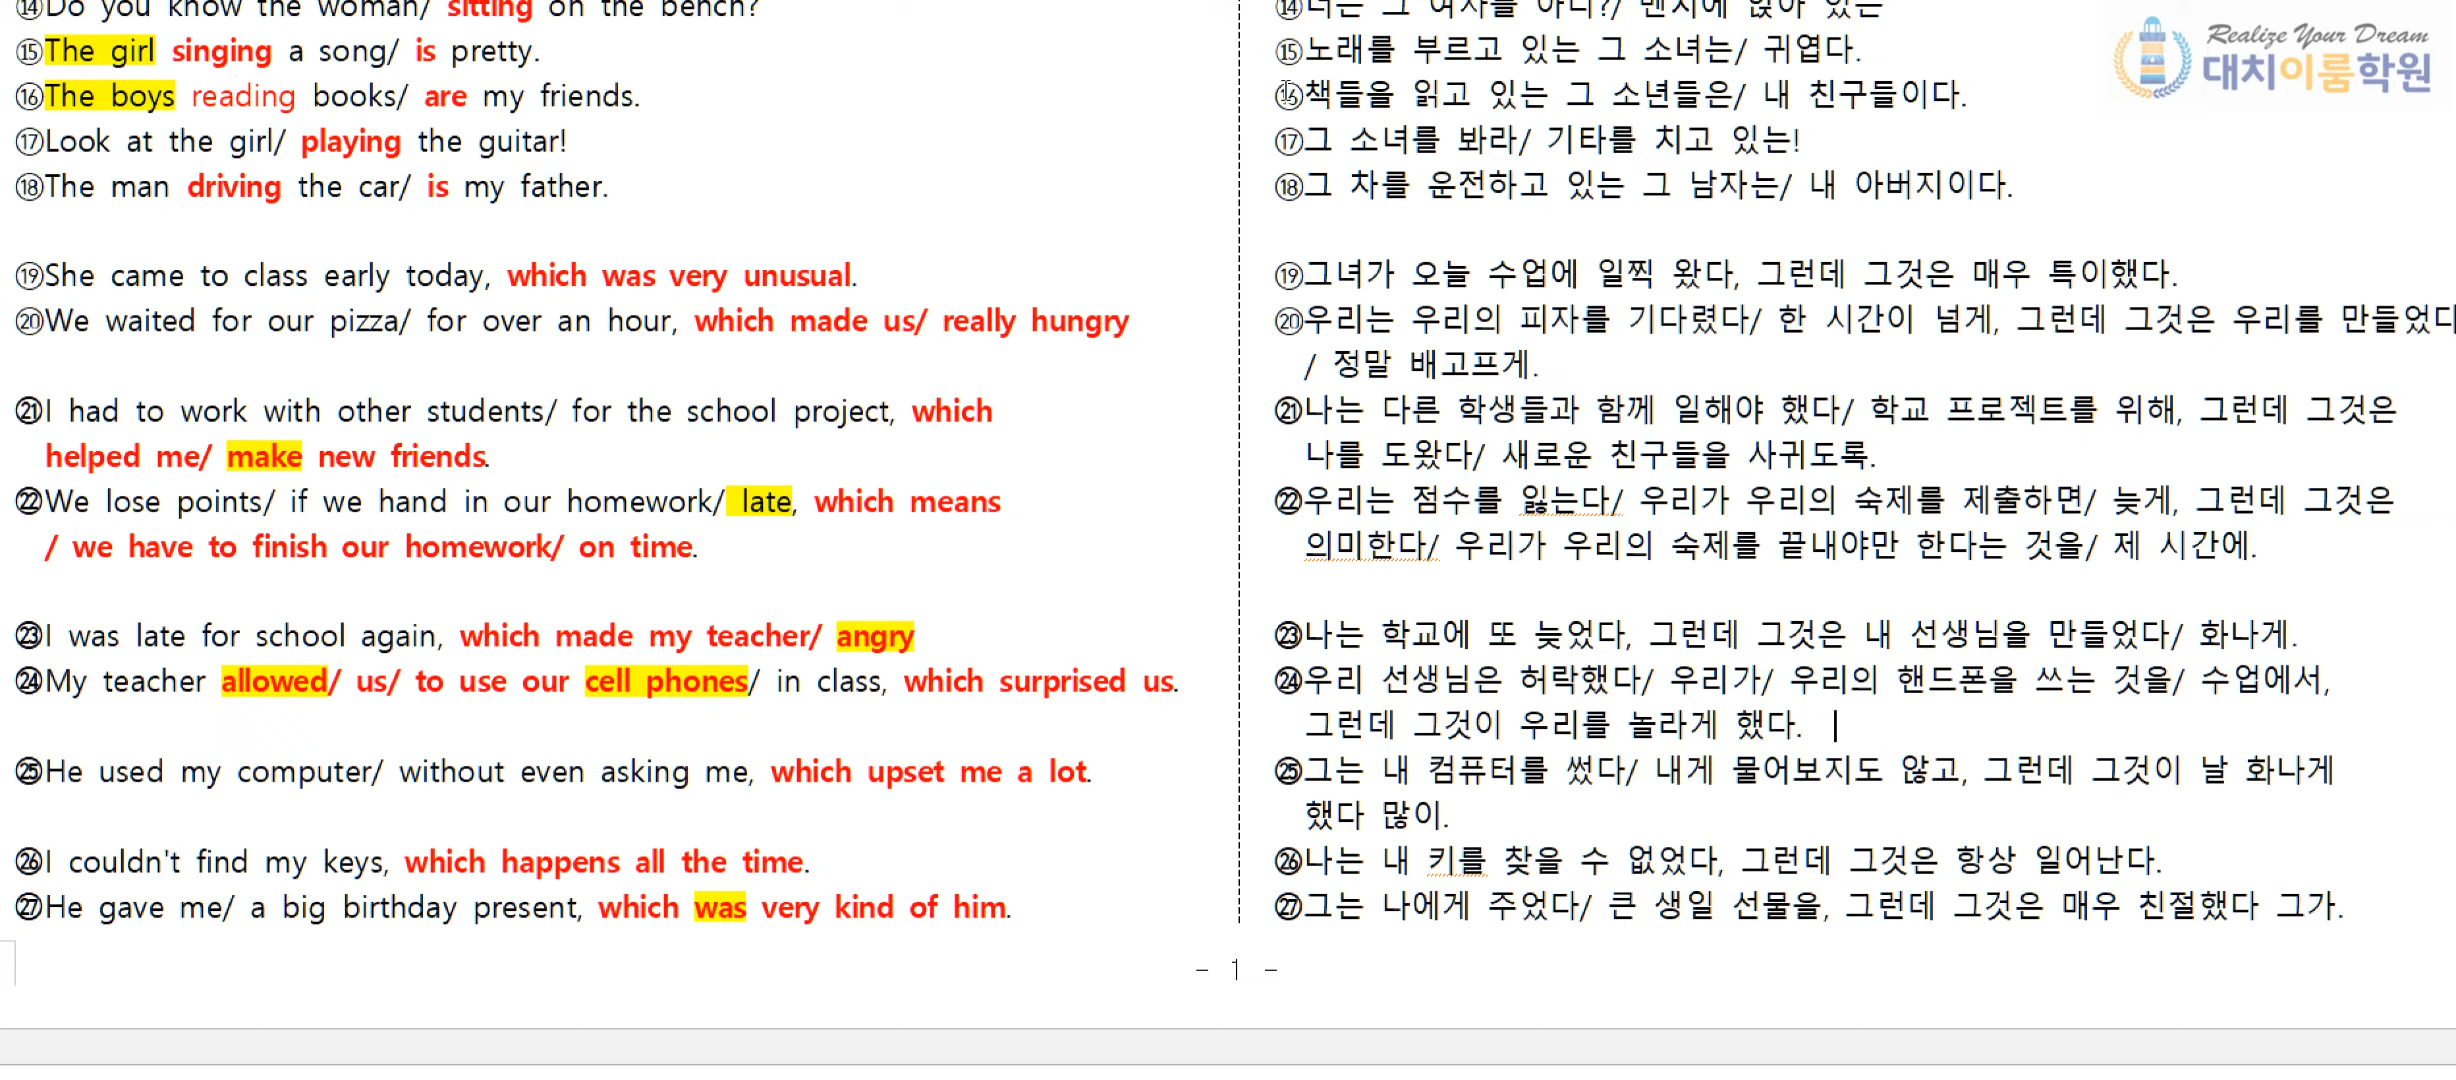 ⑭Do you know the woman/ sitting on the bench?
⑮The girl singing a song/ is pretty.
⑯The boys reading books/ are my friends.
⑰Look at the girl/ playing the guitar!
⑱The man driving the car/ is my father.
⑲She came to class early today, which was very unusual.
⑳We waited for our pizza/ for over an hour, which made us/ really hungry
㉑I had to work with other students/ for the school project, which
helped me/ make new friends.
㉒We lose points/ if we hand in our homework/ late, which means
/ we have to finish our homework/ on time.
㉓I was late for school again, which made my teacher/ angry
㉔My teacher allowed/ us/ to use our cell phones/ in class, which surprised us.
㉕He used my computer/ without even asking me, which upset me a lot.
㉖I couldn't find my keys, which happens all the time.
㉗He gave me/ a big birthday present, which was very kind of him.
⑭너는 그 여자를 아니?/ 벤치에 앉아 있는
⑮노래를 부르고 있는 그 소녀는/ 귀엽다.
⑯책들을 읽고 있는 그 소년들은/ 내 친구들이다.
⑰그 소녀를 봐라/ 기타를 치고 있는!
⑱그 차를 운전하고 있는 그 남자는/ 내 아버지이다.
⑲그녀가 오늘 수업에 일찍 왔다, 그런데 그것은 매우 특이했다.
⑳우리는 우리의 피자를 기다렸다/ 한 시간이 넘게, 그런데 그것은 우리를 만들었다
/ 정말 배고프게.
㉑나는 다른 학생들과 함께 일해야 했다/ 학교 프로젝트를 위해, 그런데 그것은
나를 도왔다/ 새로운 친구들을 사귀도록.
㉒우리는 점수를 잃는다/ 우리가 우리의 숙제를 제출하면/ 늦게, 그런데 그것은
의미한다/ 우리가 우리의 숙제를 끝내야만 한다는 것을/ 제 시간에.
㉓나는 학교에 또 늦었다, 그런데 그것은 내 선생님을 만들었다/ 화나게.
㉔우리 선생님은 허락했다/ 우리가/ 우리의 핸드폰을 쓰는 것을/ 수업에서,
그런데 그것이 우리를 놀라게 했다.
㉕그는 내 컴퓨터를 썼다/ 내게 물어보지도 않고, 그런데 그것이 날 화나게
했다 많이.
㉖나는 내 키를 찾을 수 없었다, 그런데 그것은 항상 일어난다.
㉗그는 나에게 주었다/ 큰 생일 선물을, 그런데 그것은 매우 친절했다 그가.
Realize Your Dream
대치이룸학원
- 1 -